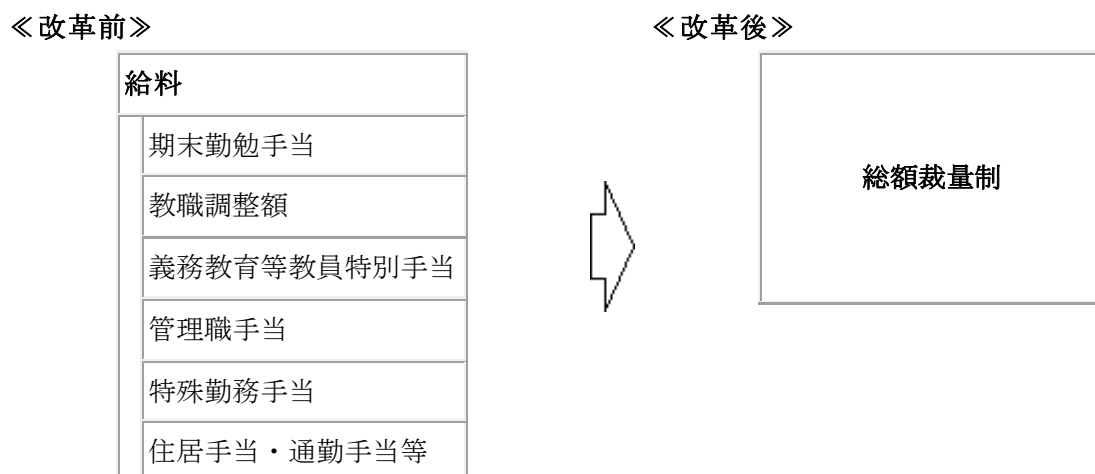 ≪改革前≫
≪改革後≫
給料
期末勤勉手当
教職調整額
義務教育等教員特別手当
管理職手当
特殊勤務手当
住居手当・通勤手当等
総額裁量制